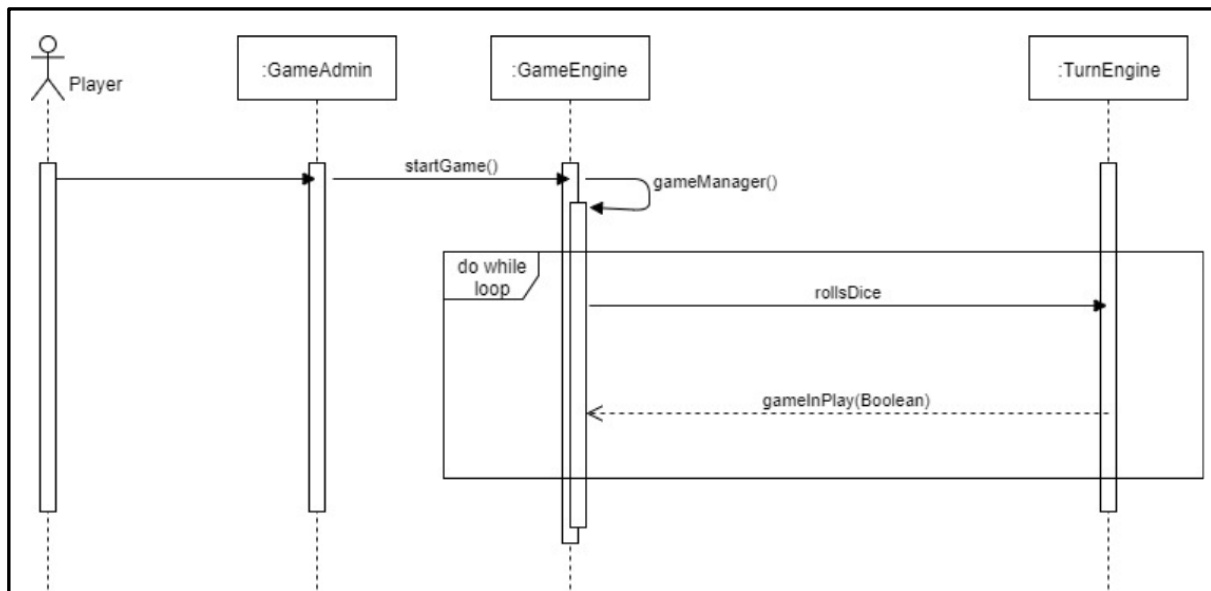 Player
:GameAdmin
:GameEngine
:TurnEngine
startGame()
gameManager()
do while
loop
rollsDice
gameInPlay(Boolean)